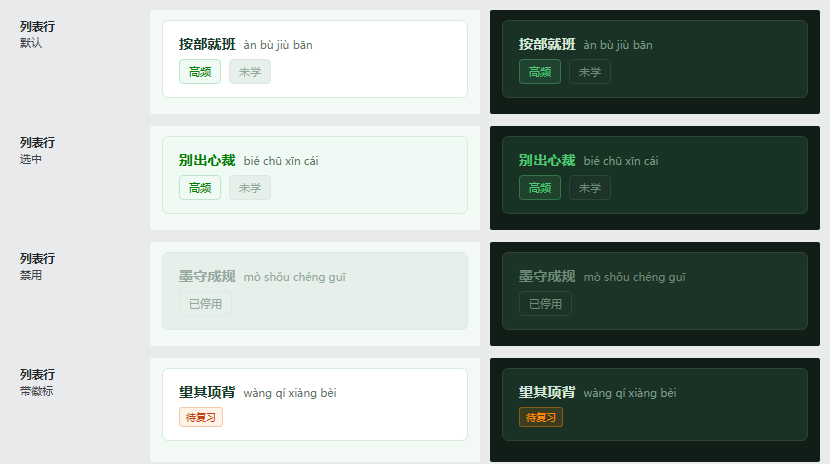 列表行
默认
按部就班 àn bù jiù bān
高频 未学
按部就班 àn bù jiù bān
高频 未学
列表行
选中
别出心裁 bié chū xīn cái
高频 未学
别出心裁 bié chū xīn cái
高频 未学
列表行
禁用
墨守成规 mò shǒu chéng guī
已停用
墨守成规 mò shǒu chéng guī
已停用
列表行
带徽标
望其项背 wàng qí xiàng bèi
待复习
望其项背 wàng qí xiàng bèi
待复习